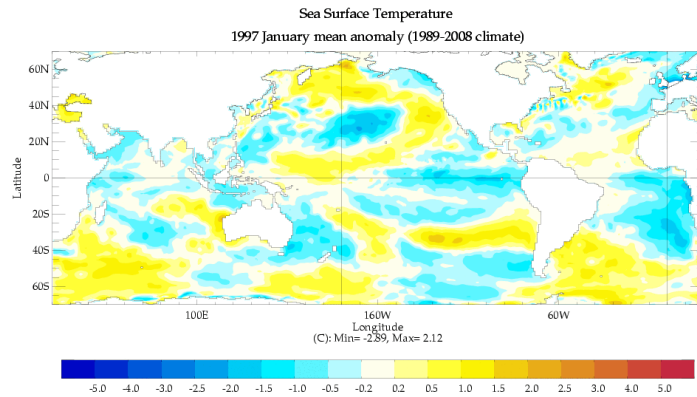 Sea Surface Temperature
1997 January mean anomaly (1989-2008 climate)
60N
40N
20N
0
20S
40S
60S
Latitude
100E 160W 60W
Longitude
(C): Min= -2.89, Max= 2.12
-5.0 -4.0 -3.0 -2.5 -2.0 -1.5 -1.0 -0.5 -0.2 0.2 0.5 1.0 1.5 2.0 2.5 3.0 4.0 5.0